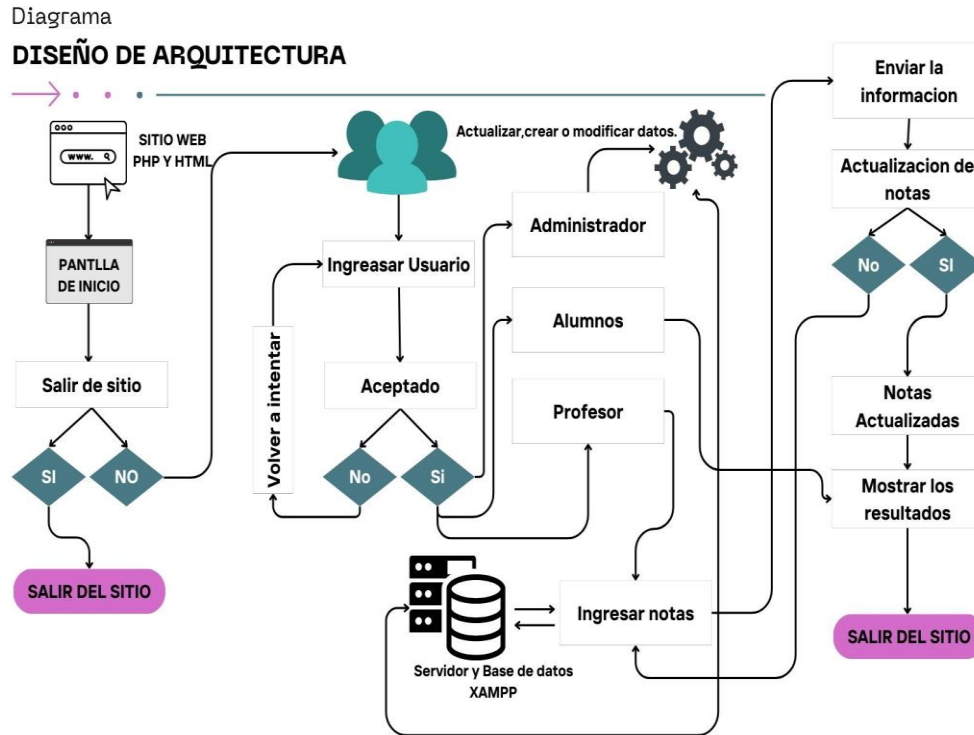 Diagrama
DISEÑO DE ARQUITECTURA
www.
SITIO WEB
PHP Y HTML
PANTLLA
DE INICIO
Salir de sitio
SI
NO
SALIR DEL SITIO
Ingreasar Usuario
Volver a intentar
Aceptado
No
Si
Actualizar,crear o modificar datos.
Administrador
Alumnos
Profesor
Servidor y Base de datos
XAMPP
Ingresar notas
Enviar la
informacion
Actualizacion de
notas
No
SI
Notas
Actualizadas
Mostrar los
resultados
SALIR DEL SITIO